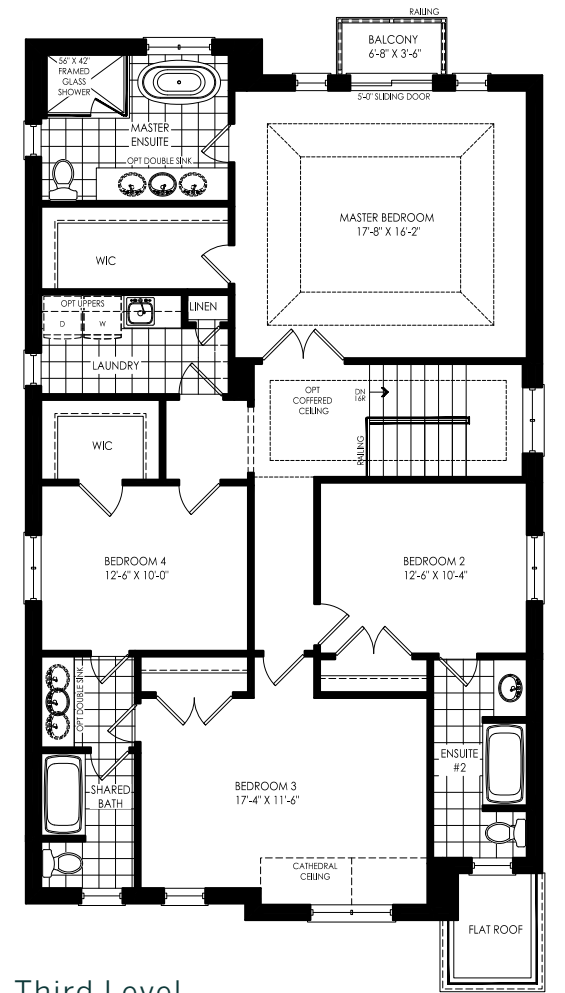 RAILING
BALCONY
6'-8" X 3'-6"
5'-0" SLIDING DOOR
56" X 42"
FRAMED
GLASS
SHOWER
MASTER
ENSUITE
OPT DOUBLE SINK
MASTER BEDROOM
17'-8" X 16'-2"
WIC
OPT UPPERS
D
W
LINEN
LAUNDRY
OPT
COFFERED
CEILING
DN
16R
RAILING
WIC
BEDROOM 4
12'-6" X 10'-0"
BEDROOM 2
12'-6" X 10'-4"
OPT DOUBLE SINK
SHARED
BATH
BEDROOM 3
17'-4" X 11'-6"
ENSUITE
#2
CATHEDRAL
CEILING
FLAT ROOF
Third Level